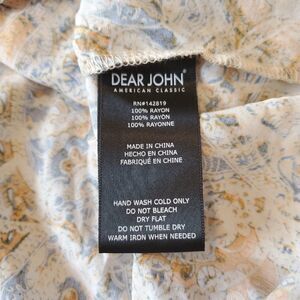 DEAR JOHN®
AMERICAN CLASSIC
RN#142819
100% RAYON
100% RAYON
100% RAYONNE
MADE IN CHINA
HECHO EN CHINA
FABRIQUÉ EN CHINE
HAND WASH COLD ONLY
DO NOT BLEACH
DRY FLAT
DO NOT TUMBLE DRY
WARM IRON WHEN NEEDED